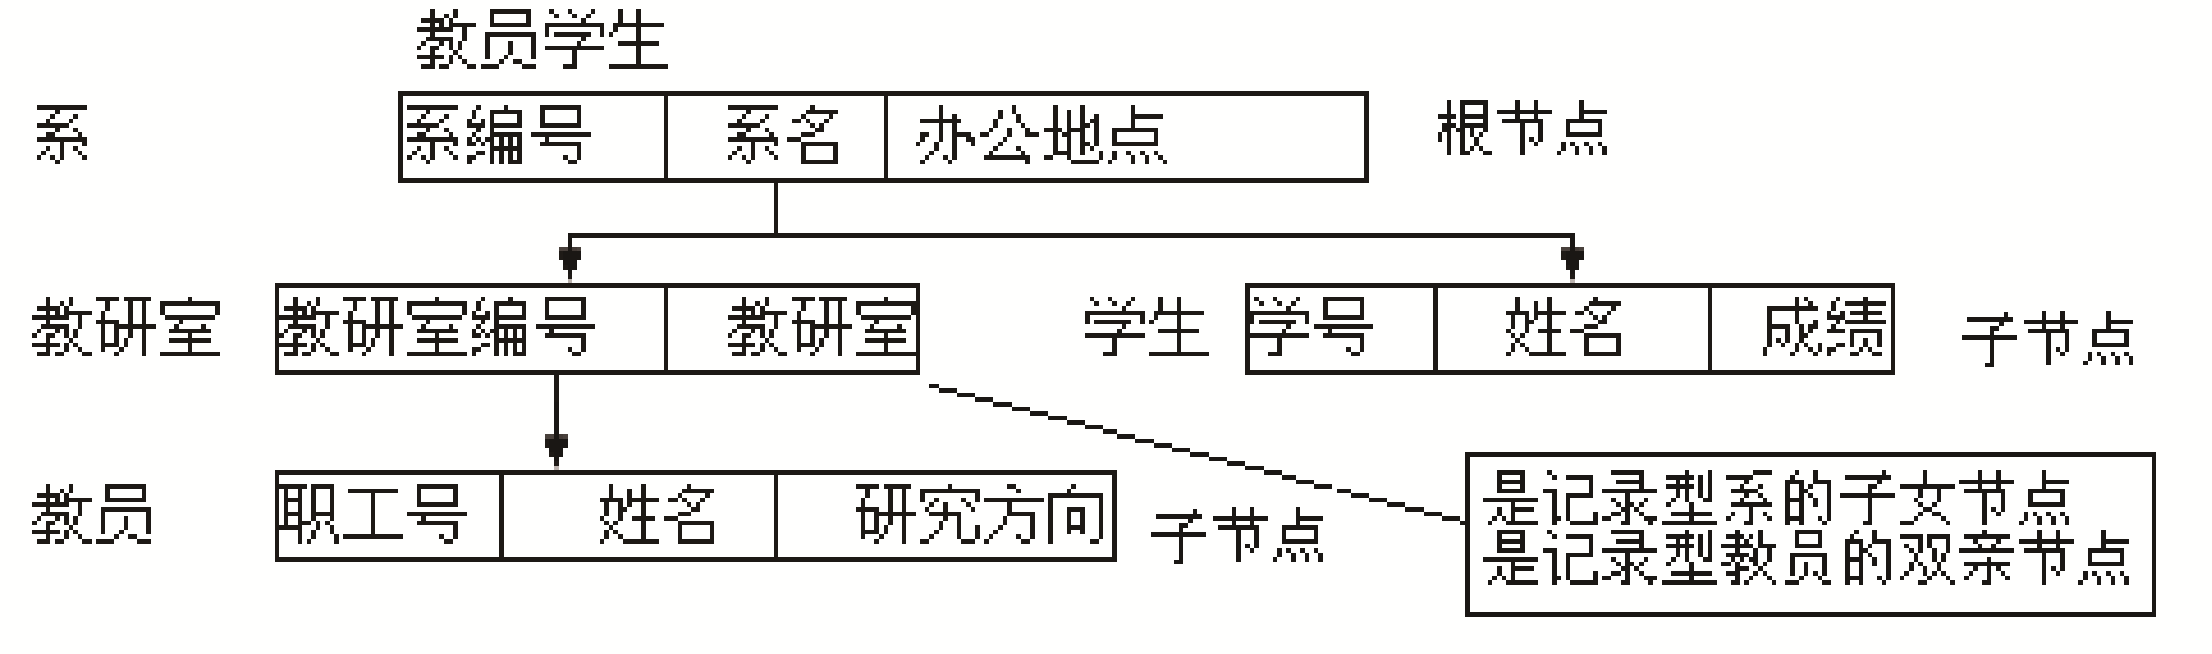 教员学生
系 系编号 系名 办公地点 根节点
教研室 教研室编号 教研室 学生 学号 姓名 成绩 子节点
教员 职工号 姓名 研究方向 子节点
是记录型系的子女节点
是记录型教员的双亲节点